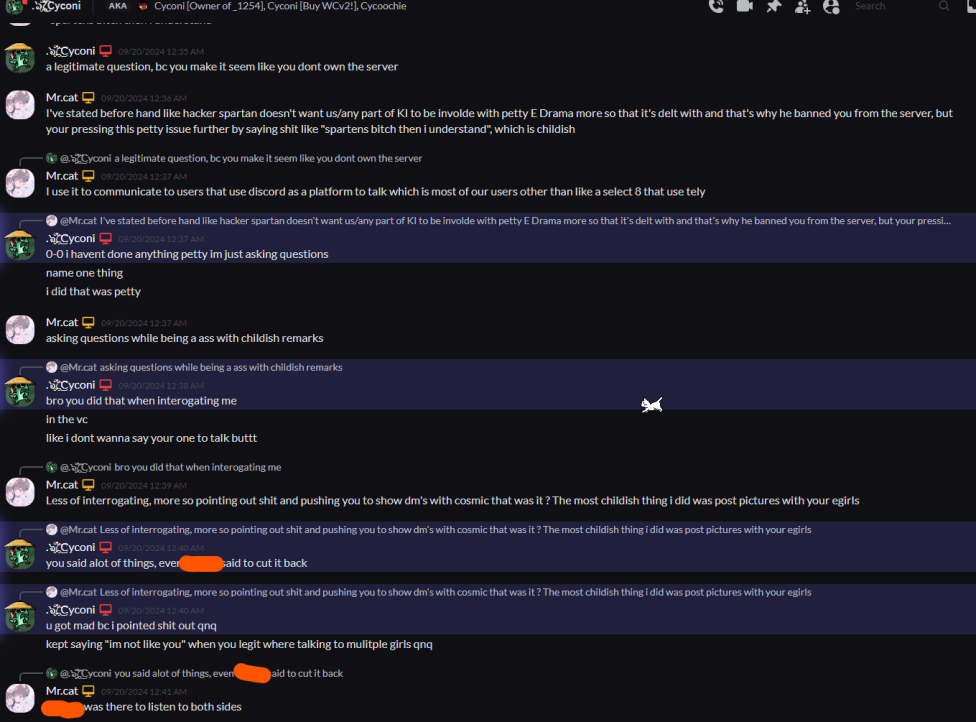 Cyconi AKA Cyconi [Owner of _1254], Cyconi [Buy WCv2!], Cycoochie Search
Cyconi 09/20/2024 12:35 AM
a legitimate question, bc you make it seem like you dont own the server
Mr.cat 09/20/2024 12:36 AM
I've stated before hand like hacker spartan doesn't want us/any part of KI to be involde with petty E Drama more so that it's delt with and that's why he banned you from the server, but
your pressing this petty issue further by saying shit like "spartens bitch then i understand", which is childish
@Cyconi a legitimate question, bc you make it seem like you dont own the server
Mr.cat 09/20/2024 12:37 AM
I use it to communicate to users that use discord as a platform to talk which is most of our users other than like a select 8 that use tely
@Mr.cat I've stated before hand like hacker spartan doesn't want us/any part of KI to be involde with petty E Drama more so that it's delt with and that's why he banned you from the server, but your pressi...
Cyconi 09/20/2024 12:37 AM
0-0 i havent done anything petty im just asking questions
name one thing
i did that was petty
Mr.cat 09/20/2024 12:37 AM
asking questions while being a ass with childish remarks
@Mr.cat asking questions while being a ass with childish remarks
Cyconi 09/20/2024 12:38 AM
bro you did that when interogating me
in the vc
like i dont wanna say your one to talk buttt
@Cyconi bro you did that when interogating me
Mr.cat 09/20/2024 12:39 AM
Less of interrogating, more so pointing out shit and pushing you to show dm's with cosmic that was it ? The most childish thing i did was post pictures with your egirls
@Mr.cat Less of interrogating, more so pointing out shit and pushing you to show dm's with cosmic that was it ? The most childish thing i did was post pictures with your egirls
Cyconi 09/20/2024 12:40 AM
you said alot of things, even said to cut it back
@Mr.cat Less of interrogating, more so pointing out shit and pushing you to show dm's with cosmic that was it ? The most childish thing i did was post pictures with your egirls
Cyconi 09/20/2024 12:40 AM
u got mad bc i pointed shit out qnq
kept saying "im not like you" when you legit where talking to mulitple girls qnq
@Cyconi you said alot of things, even aid to cut it back
Mr.cat 09/20/2024 12:41 AM
was there to listen to both sides